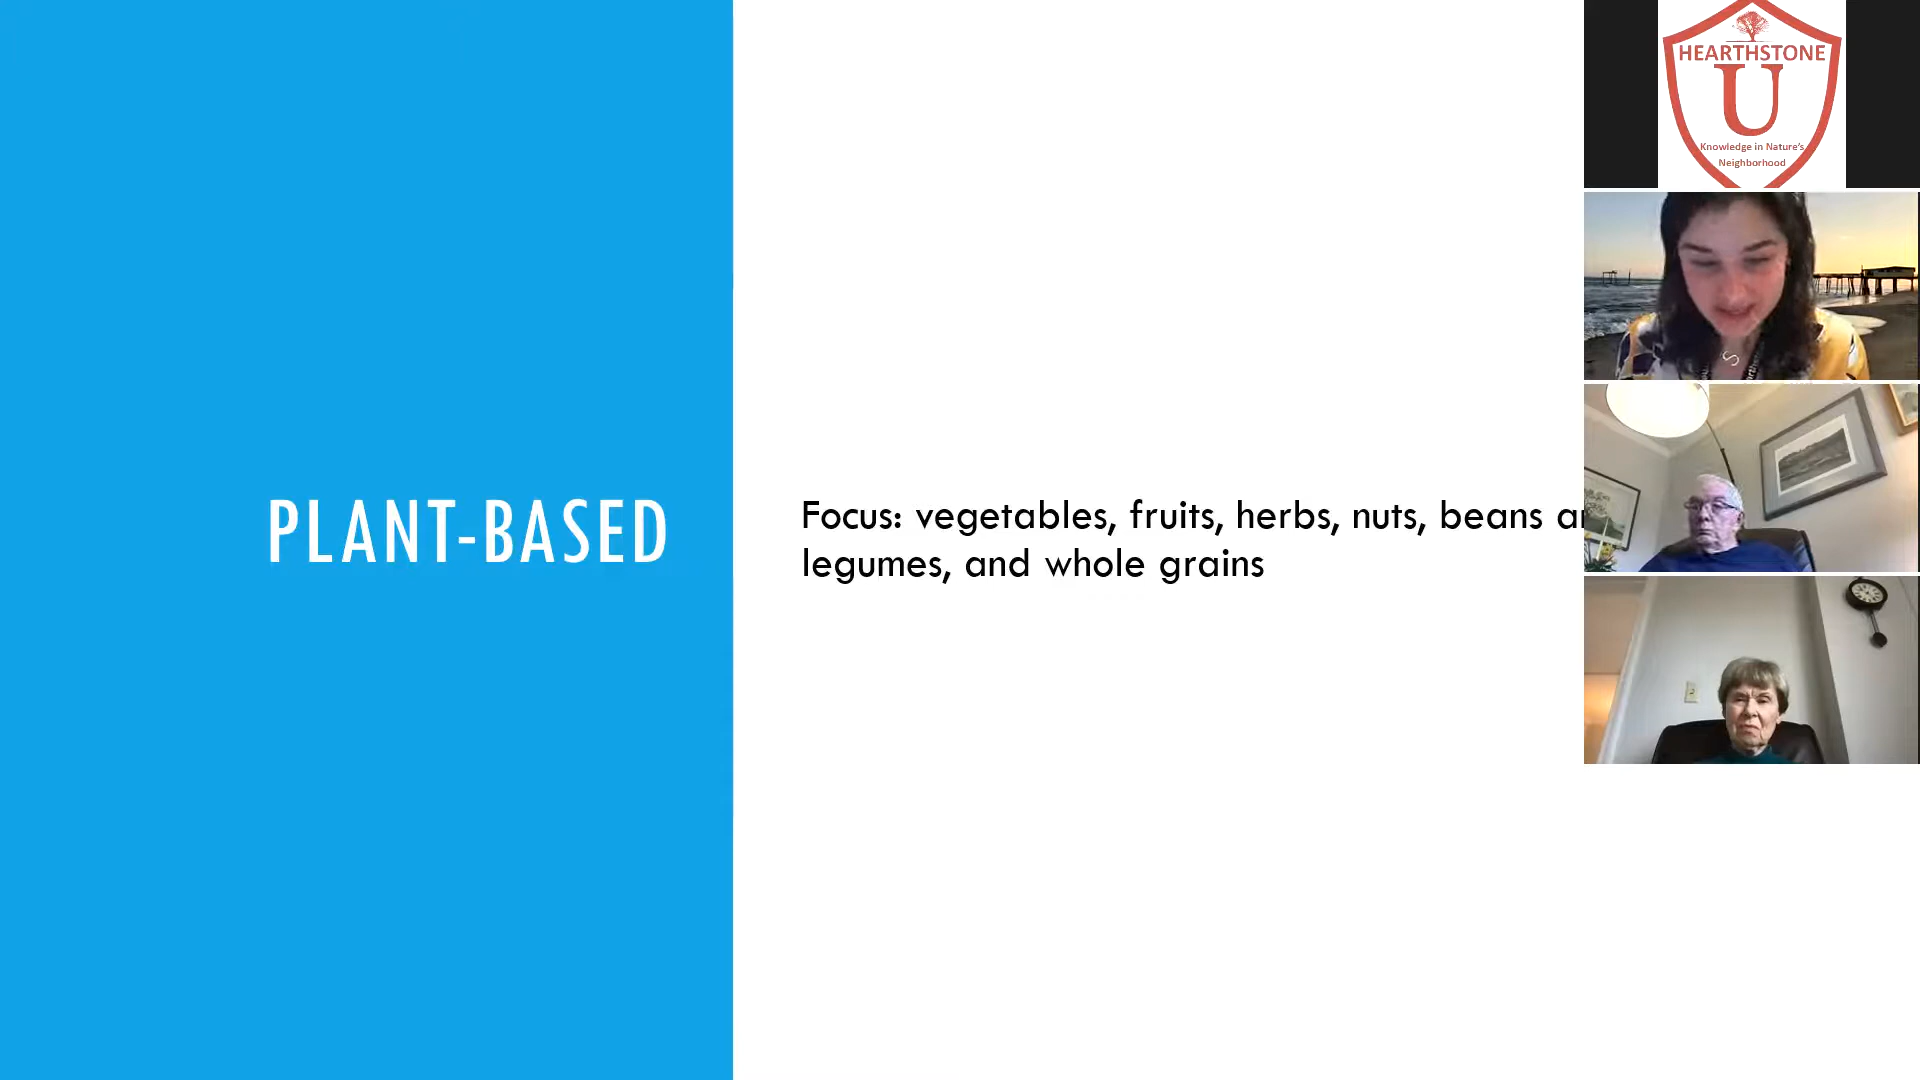 PLANT-BASED
Focus: vegetables, fruits, herbs, nuts, beans
legumes, and whole grains
HEARTHSTONE
U
Knowledge in Nature's
Neighborhood
S